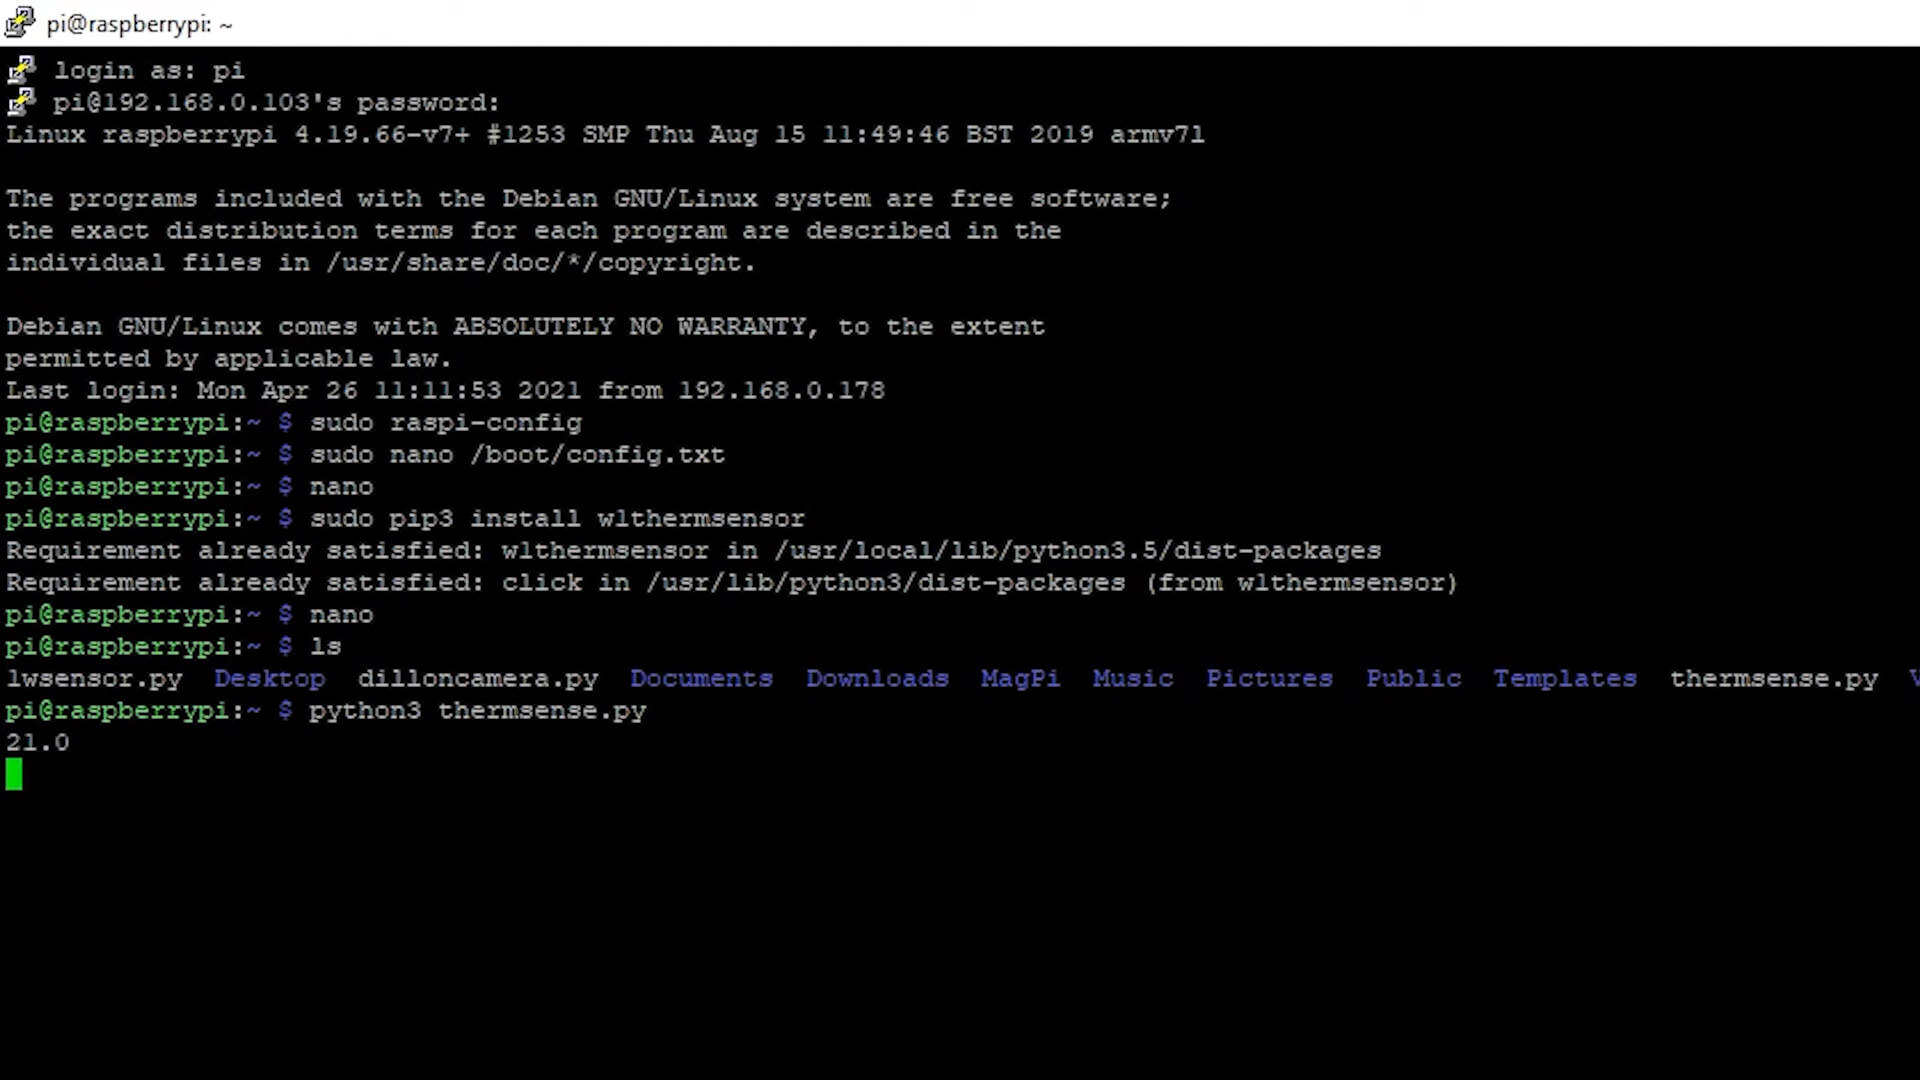 pi@raspberrypi: ~
login as: pi
pi@192.168.0.103's password:
Linux raspberrypi 4.19.66-v7+ #1253 SMP Thu Aug 15 11:49:46 BST 2019 armv7l
The programs included with the Debian GNU/Linux system are free software;
the exact distribution terms for each program are described in the
individual files in /usr/share/doc/*/copyright.
Debian GNU/Linux comes with ABSOLUTELY NO WARRANTY, to the extent
permitted by applicable law.
Last login: Mon Apr 26 11:11:53 2021 from 192.168.0.178
pi@raspberrypi:~ $ sudo raspi-config
pi@raspberrypi:~ $ sudo nano /boot/config.txt
pi@raspberrypi:~ $ nano
pi@raspberrypi:~ $ sudo pip3 install w1thermsensor
Requirement already satisfied: w1thermsensor in /usr/local/lib/python3.5/dist-packages
Requirement already satisfied: click in /usr/lib/python3/dist-packages (from w1thermsensor)
pi@raspberrypi:~ $ nano
pi@raspberrypi:~ $ ls
1wsensor.py Desktop dilloncamera.py Documents Downloads MagPi Music Pictures Public Templates thermsense.py
pi@raspberrypi:~ $ python3 thermsense.py
21.0